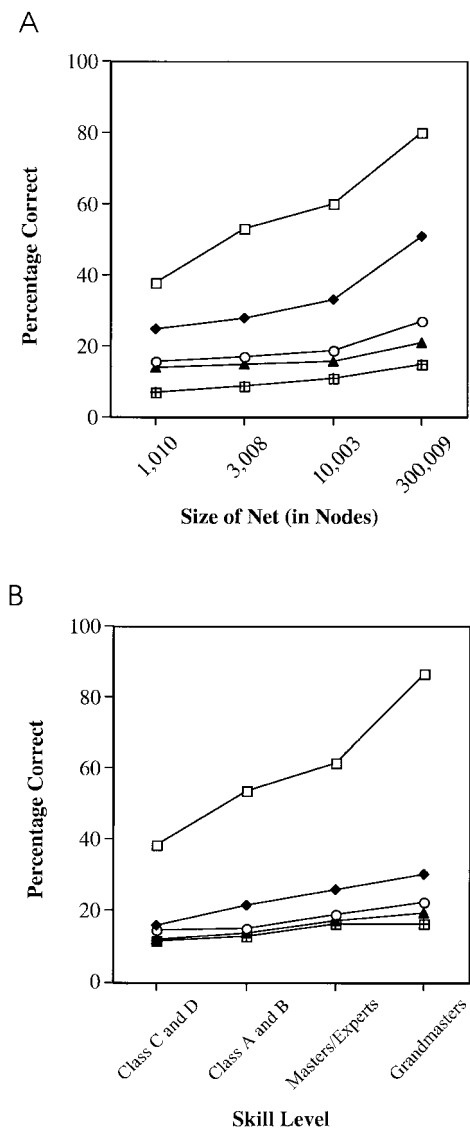 A
100
80
60
40
20
0
Percentage Correct
1,010
3,008
10,003
300,009
Size of Net (in Nodes)
B
100
80
60
40
20
0
Percentage Correct
Class C and D
Class A and B
Masters/Experts
Grandmasters
Skill Level